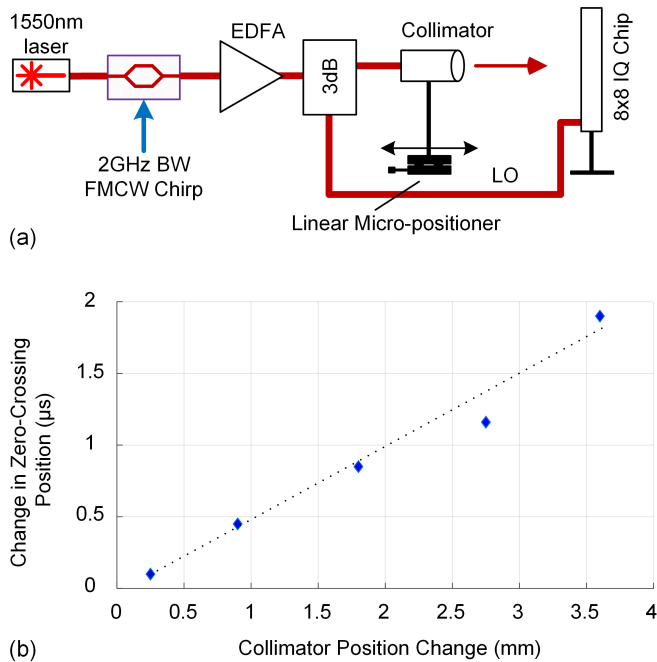 1550nm
laser
EDFA
3dB
Collimator
8x8 IQ Chip
2GHz BW
FMCW Chirp
LO
Linear Micro-positioner
(a)
2
1.5
1
0.5
0
Change in Zero-Crossing
Position (µs)
0 0.5 1 1.5 2 2.5 3 3.5 4
Collimator Position Change (mm)
(b)